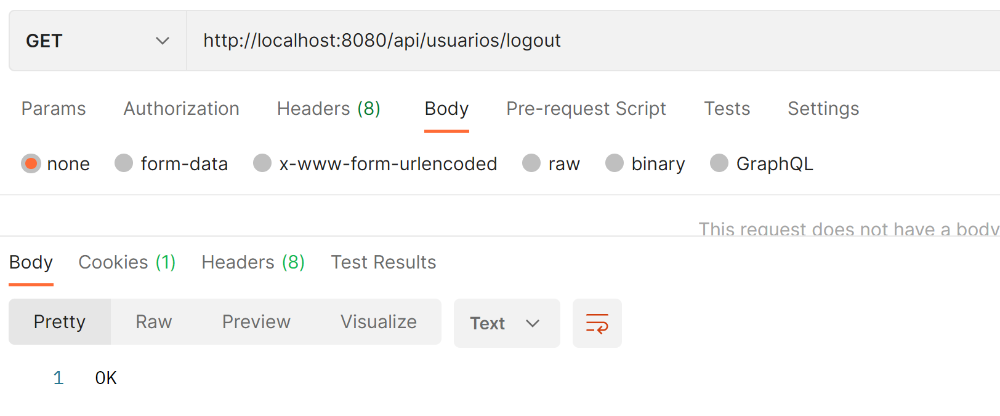 GET http://localhost:8080/api/usuarios/logout
Params Authorization Headers (8) Body Pre-request Script Tests Settings
none form-data x-www-form-urlencoded raw binary GraphQL
This request does not have a body
Body Cookies (1) Headers (8) Test Results
Pretty Raw Preview Visualize Text
1 OK